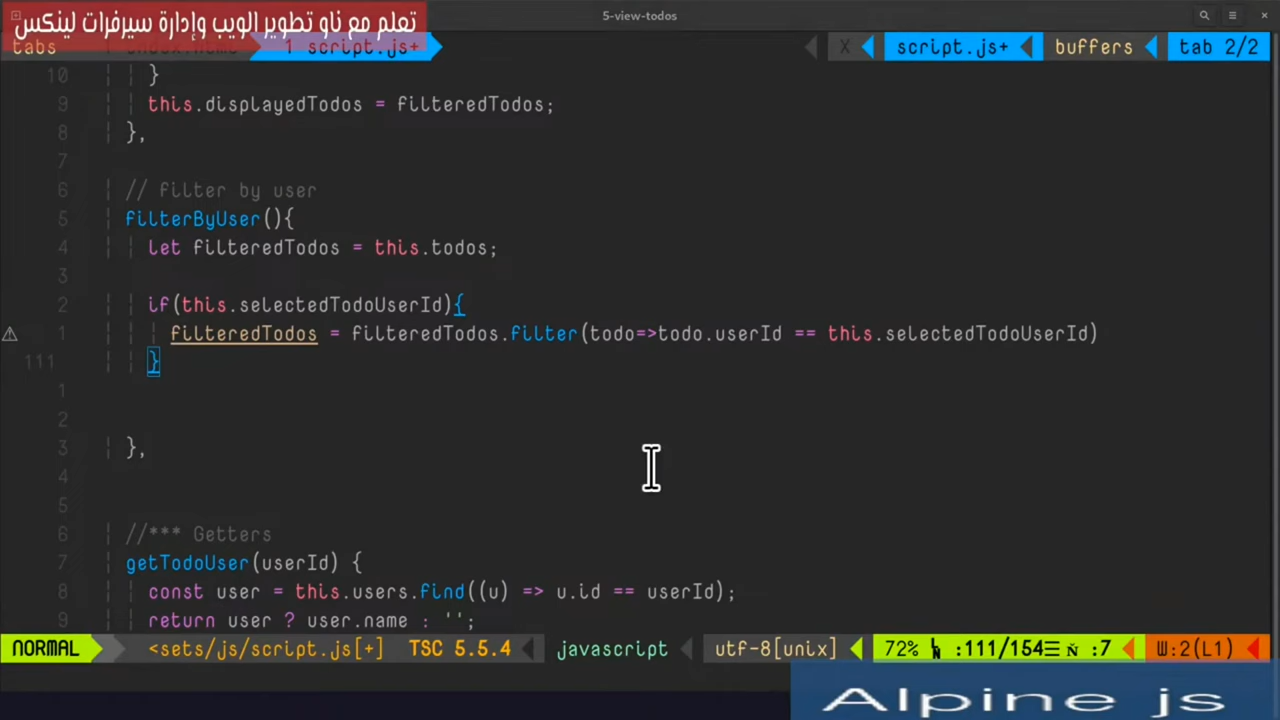 5-view-todos
تعلم مع ناو تطوير الويب وإدارة سيرفرات لينكس
tabs index.html 1 script.js+ X script.js+ buffers tab 2/2
10 }
9 this.displayedTodos = filteredTodos;
8 },
7
6 // filter by user
5 filterByUser(){
4 let filteredTodos = this.todos;
3
2 if(this.selectedTodoUserId){
⚠ 1 filteredTodos = filteredTodos.filter(todo=>todo.userId == this.selectedTodoUserId)
111 }
1
2
3 },
4
5
6 //*** Getters
7 getTodoUser(userId) {
8 const user = this.users.find((u) => u.id == userId);
9 return user ? user.name : '';
NORMAL <sets/js/script.js[+] TSC 5.5.4 javascript utf-8[unix] 72% :111/154☰ :7 W:2(L1)
Alpine js